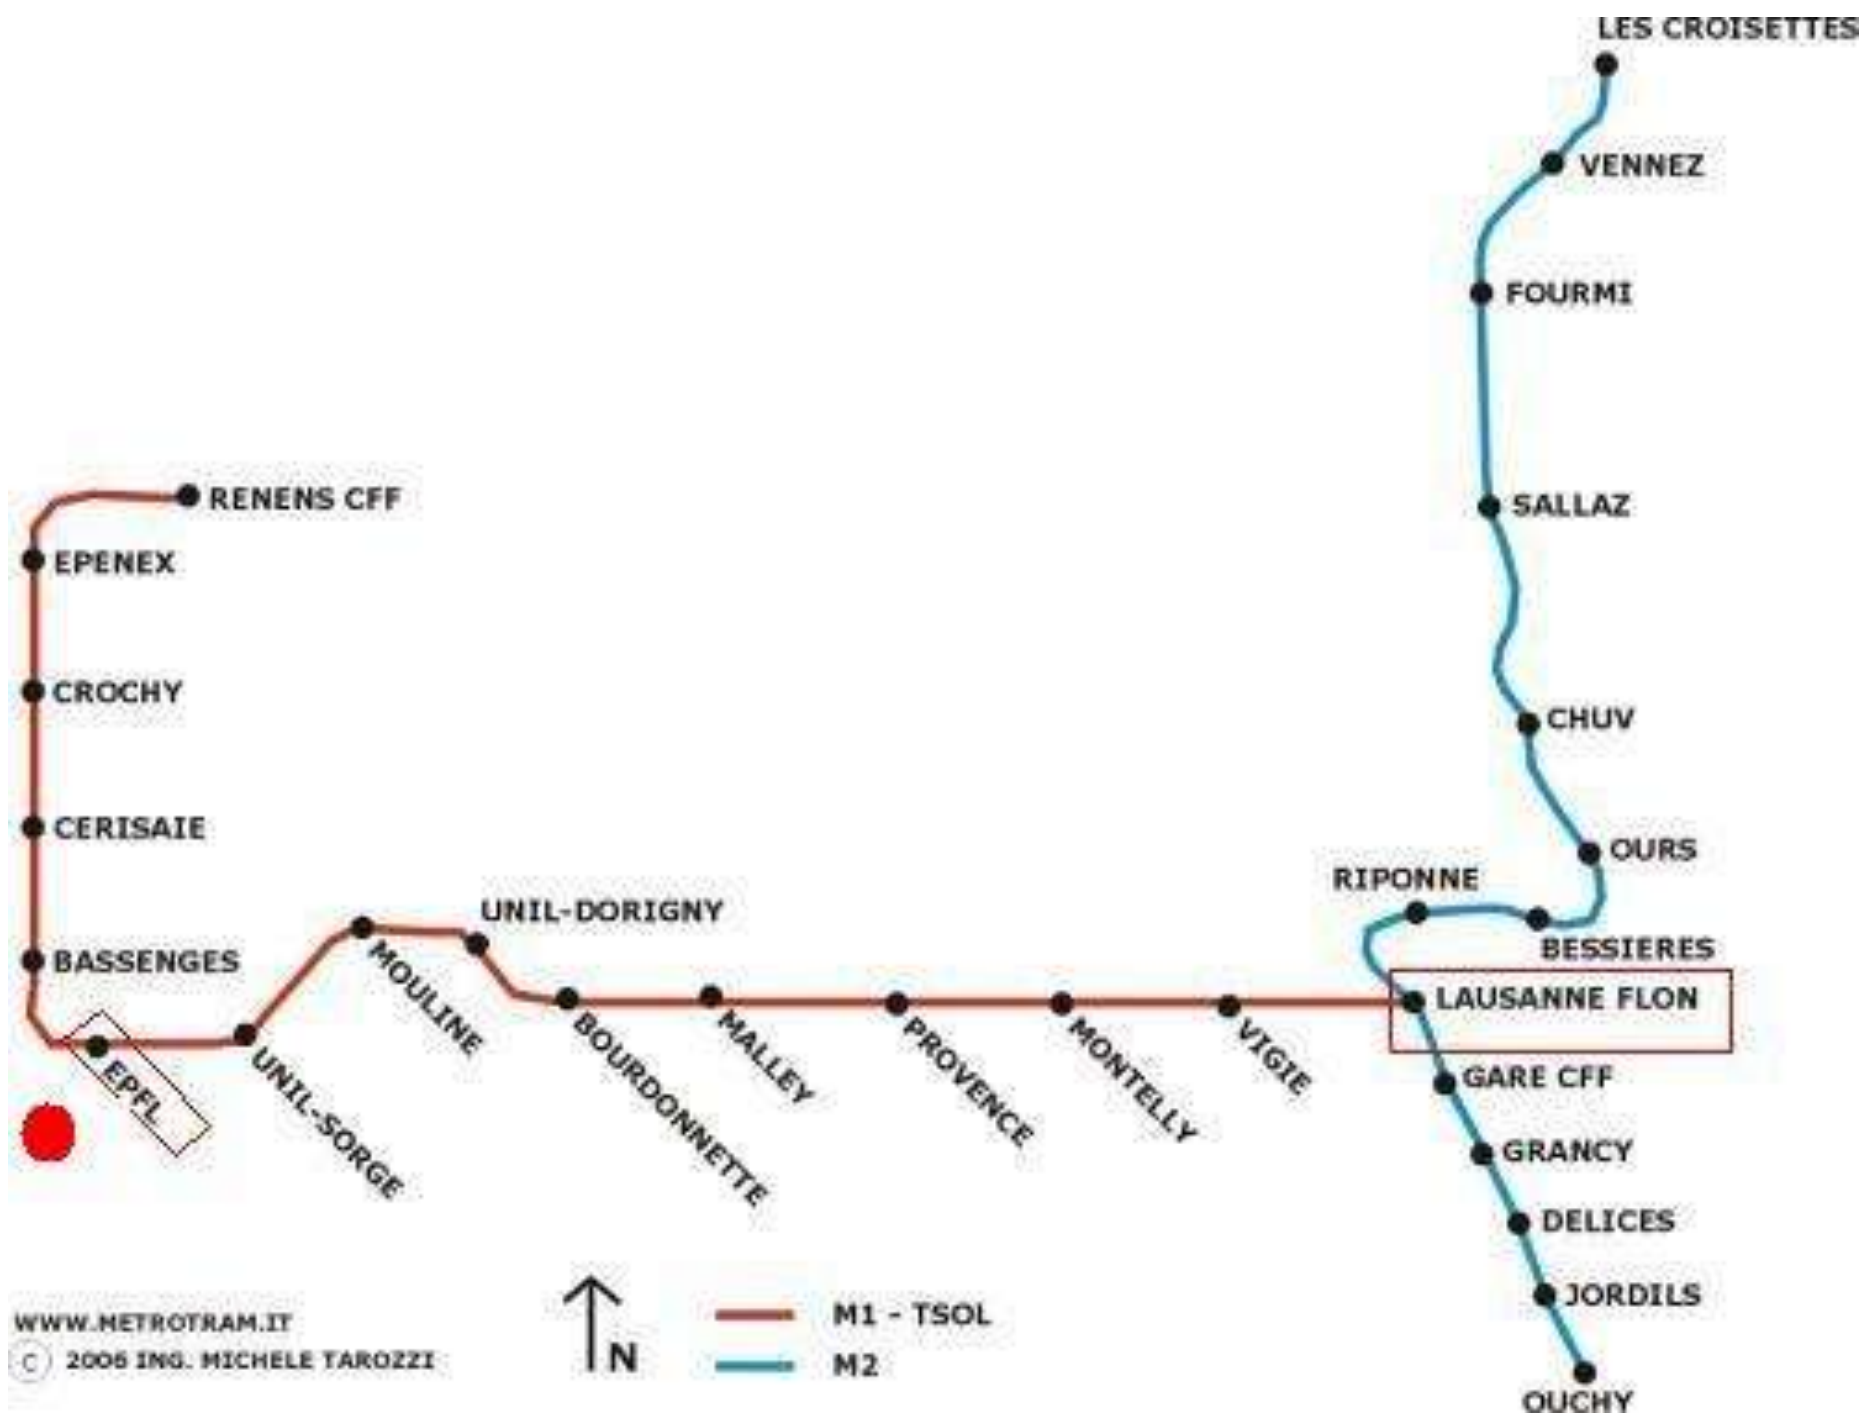 LES CROISETTES
VENNEZ
FOURMI
RENENS CFF
SALLAZ
EPENEX
CROCHY
CHUV
CERISAIE
OURS
RIPONNE
UNIL-DORIGNY
BESSIERES
BASSENGES
MOULINE
LAUSANNE FLON
EPFL
UNIL-SORGE
BOURDONNETTE
MALLEY
PROVENCE
MONTELLY
VIGIE
GARE CFF
GRANCY
DELICES
JORDILS
OUCHY
WWW.METROTRAM.IT
© 2006 ING. MICHELE TAROZZI
N
M1 - TSOL
M2